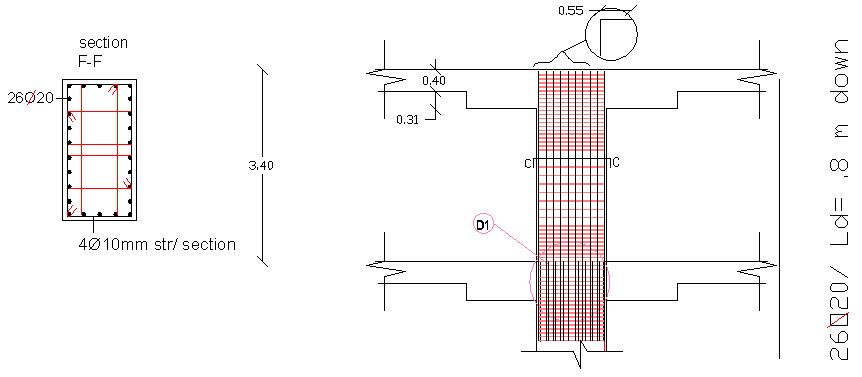 section
F-F
26Ø20
4Ø10mm str/ section
3.40
0.55
0.40
0.31
C
C
D1
26Ø20/ Ld= .8 m down